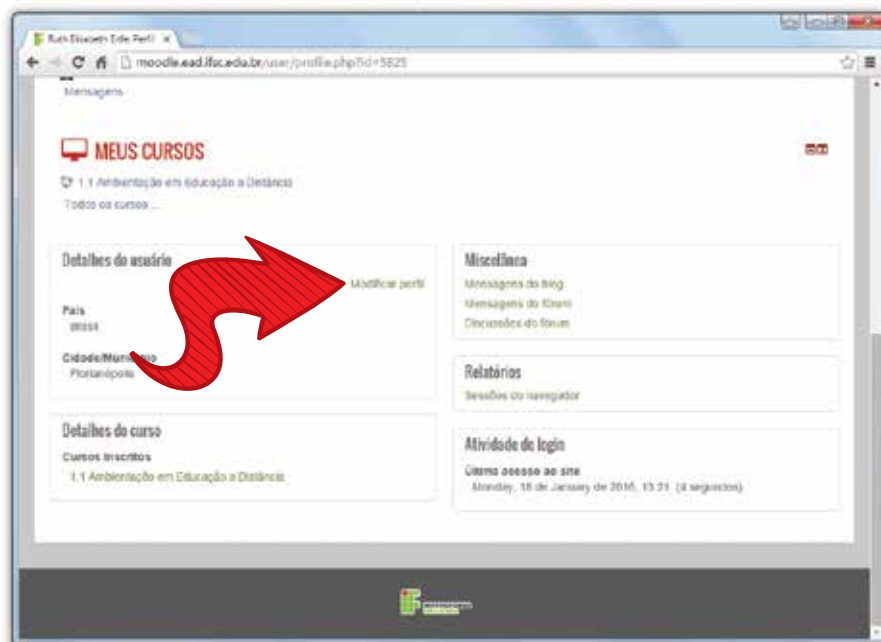 Ruth Elisabeth Ede: Perfil
moodle.ead.ifsc.edu.br/user/profile.php?id=5825
Mensagens
MEUS CURSOS
1.1 Ambientação em Educação a Distância
Todos os cursos ...
Detalhes do usuário
Modificar perfil
País
Brasil
Cidade/Município
Florianópolis
Detalhes do curso
Cursos inscritos
1.1 Ambientação em Educação a Distância
Miscelânea
Mensagens do blog
Mensagens do fórum
Discussões do fórum
Relatórios
Sessões do navegador
Atividade de login
Último acesso ao site
Monday, 18 de January de 2016, 13:21 (4 segundos)